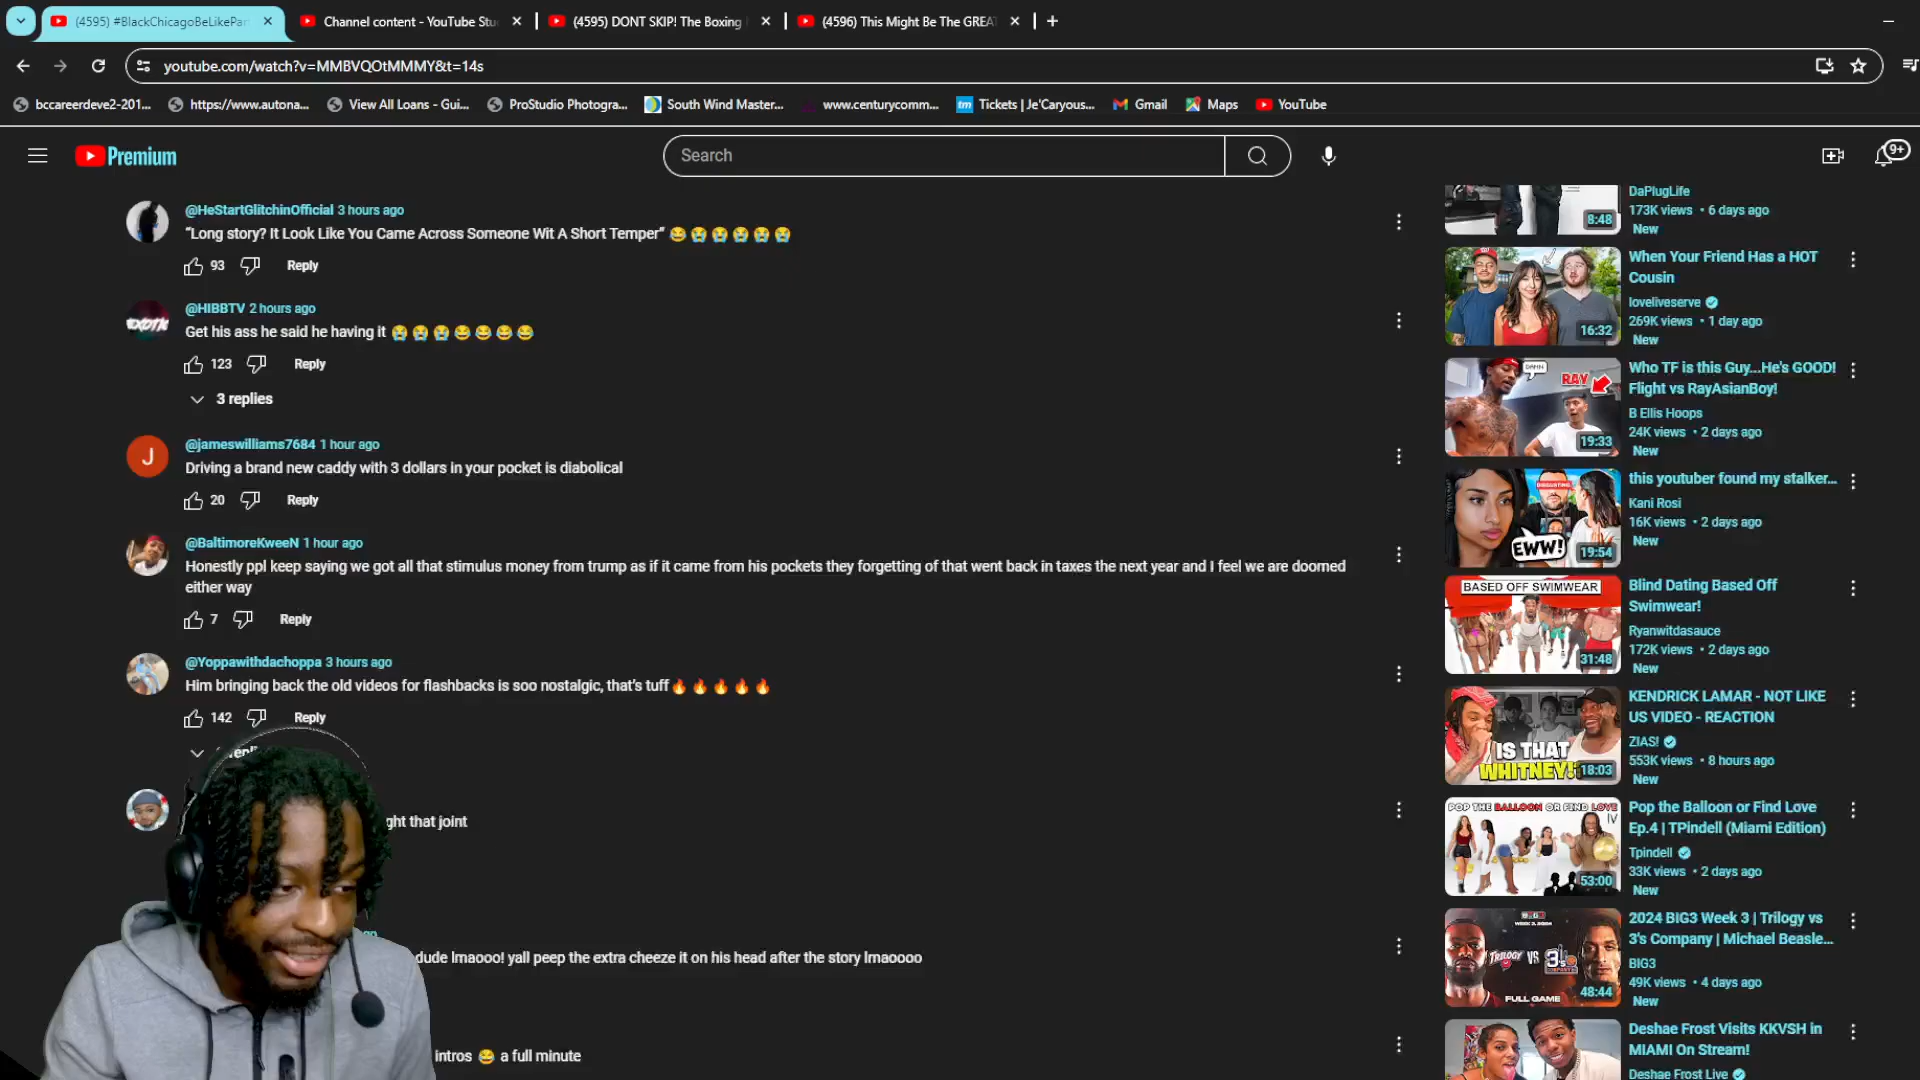 (4595) #BlackChicagoBeLikePar
Channel content - YouTube Stu
(4595) DONT SKIP! The Boxing
(4596) This Might Be The GREA
youtube.com/watch?v=MMBVQOtMMMY&t=14s
bccareerdeve2-201...
https://www.autona...
View All Loans - Gui...
ProStudio Photogra...
South Wind Master...
www.centurycomm...
tm Tickets | Je'Caryous...
Gmail
Maps
YouTube
Premium
Search
9+
@HeStartGlitchinOfficial 3 hours ago
“Long story? It Look Like You Came Across Someone Wit A Short Temper” 😂😭😭😭😭😭
93 Reply
@HIBBTV 2 hours ago
Get his ass he said he having it 😭😭😭😂😂😂😂
123 Reply
3 replies
J
@jameswilliams7684 1 hour ago
Driving a brand new caddy with 3 dollars in your pocket is diabolical
20 Reply
@BaltimoreKweeN 1 hour ago
Honestly ppl keep saying we got all that stimulus money from trump as if it came from his pockets they forgetting of that went back in taxes the next year and I feel we are doomed
either way
7 Reply
@Yoppawithdachoppa 3 hours ago
Him bringing back the old videos for flashbacks is soo nostalgic, that’s tuff🔥🔥🔥🔥🔥
142 Reply
ght that joint
dude lmaooo! yall peep the extra cheeze it on his head after the story lmaoooo
intros 😂 a full minute
DaPlugLife
173K views • 6 days ago
New
8:48
When Your Friend Has a HOT
Cousin
loveliveserve
269K views • 1 day ago
New
16:32
Who TF is this Guy...He's GOOD!
Flight vs RayAsianBoy!
B Ellis Hoops
24K views • 2 days ago
New
DAMN
RAY
19:33
this youtuber found my stalker...
Kani Rosi
16K views • 2 days ago
New
DISGUSTING
EWW!
19:54
Blind Dating Based Off
Swimwear!
Ryanwitdasauce
172K views • 2 days ago
New
BASED OFF SWIMWEAR
31:48
KENDRICK LAMAR - NOT LIKE
US VIDEO - REACTION
ZIAS!
553K views • 8 hours ago
New
IS THAT
WHITNEY!
18:03
Pop the Balloon or Find Love
Ep.4 | TPindell (Miami Edition)
Tpindell
33K views • 2 days ago
New
POP THE BALLOON OR FIND LOVE
IV
53:00
2024 BIG3 Week 3 | Trilogy vs
3's Company | Michael Beasle...
BIG3
49K views • 4 days ago
New
TRILOGY VS 3's
FULL GAME
48:44
Deshae Frost Visits KKVSH in
MIAMI On Stream!
Deshae Frost Live